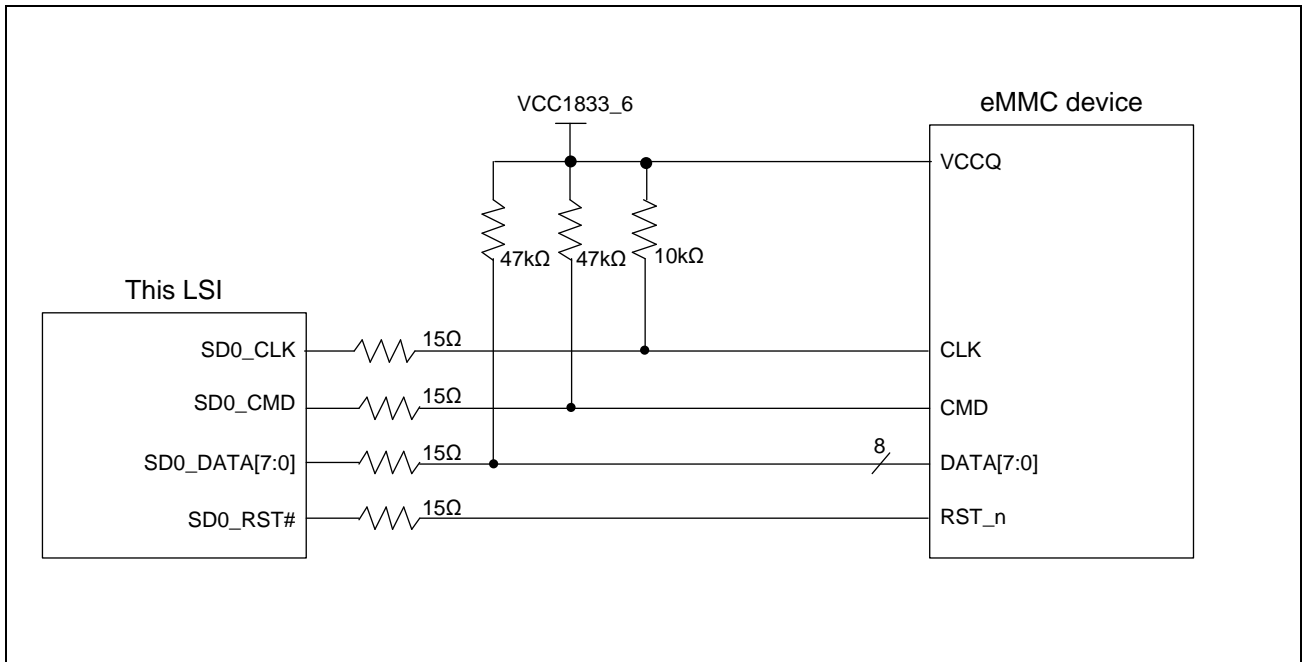 VCC1833_6
eMMC device
VCCQ
47kΩ
47kΩ
10kΩ
This LSI
SD0_CLK
15Ω
CLK
SD0_CMD
15Ω
CMD
SD0_DATA[7:0]
15Ω
8
DATA[7:0]
SD0_RST#
15Ω
RST_n